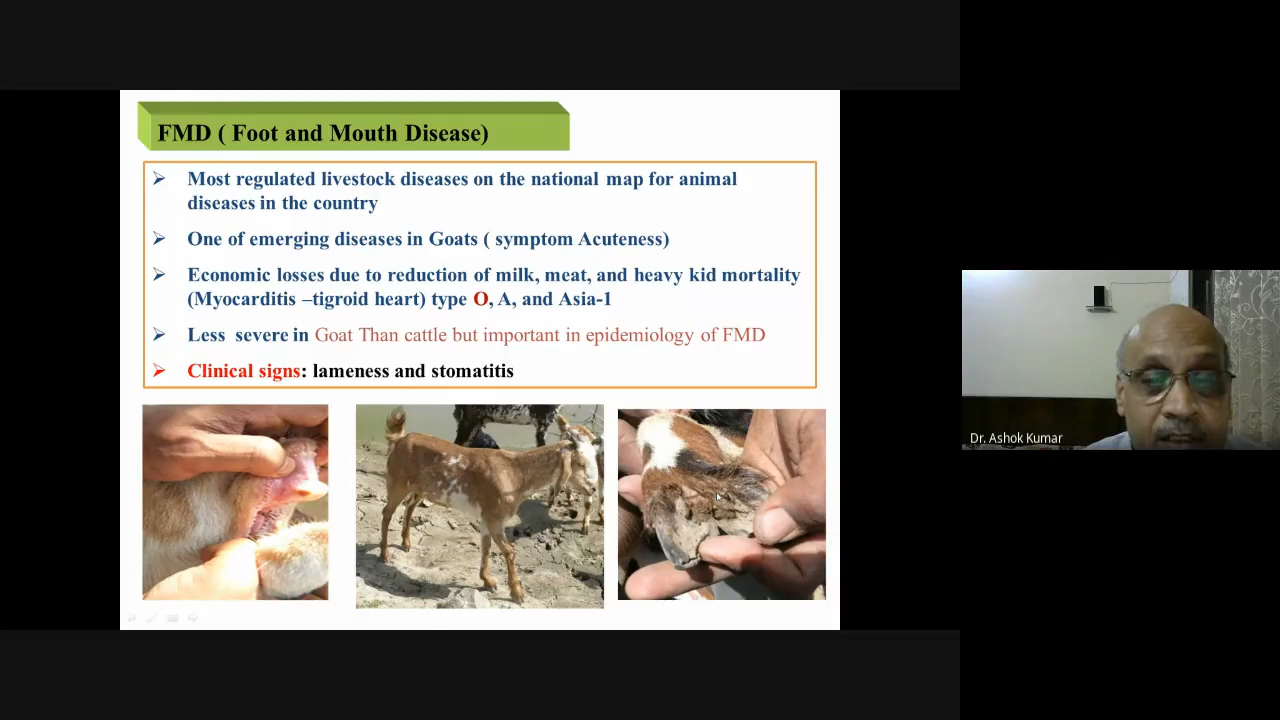 FMD ( Foot and Mouth Disease)
Most regulated livestock diseases on the national map for animal
diseases in the country
One of emerging diseases in Goats ( symptom Acuteness)
Economic losses due to reduction of milk, meat, and heavy kid mortality
(Myocarditis –tigroid heart) type O, A, and Asia-1
Less severe in Goat Than cattle but important in epidemiology of FMD
Clinical signs: lameness and stomatitis
Dr. Ashok Kumar